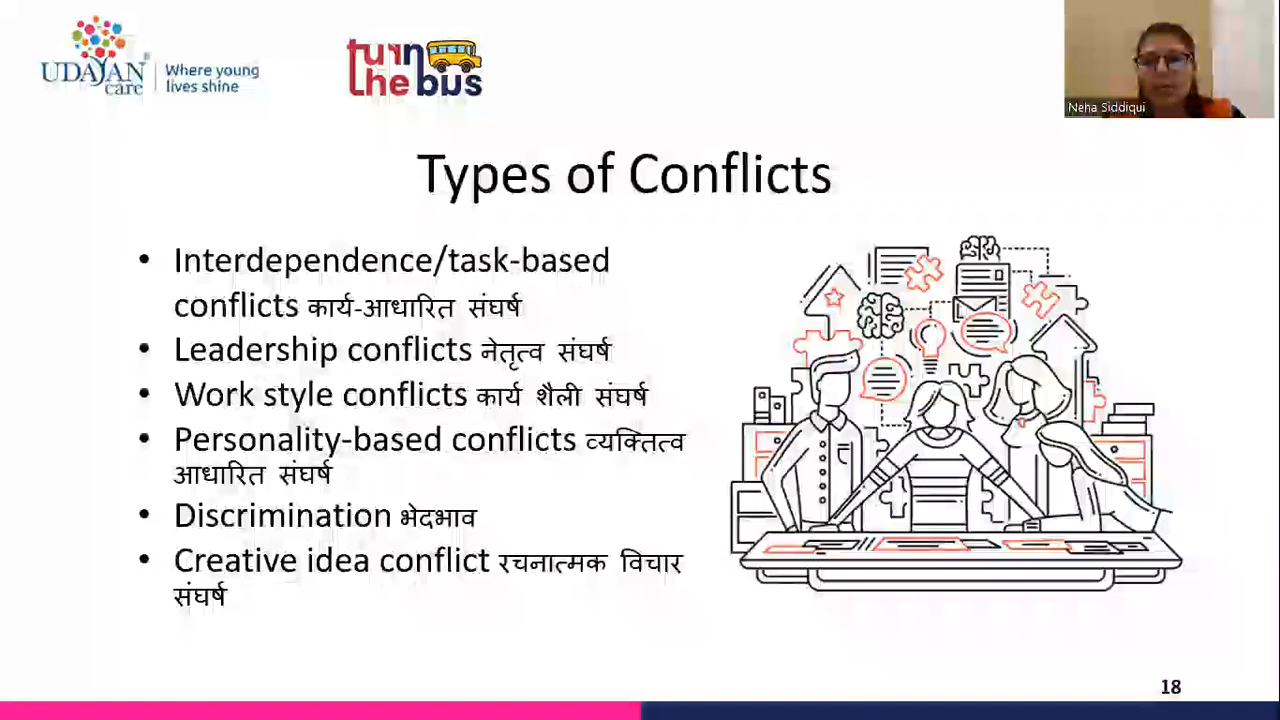 UDAYAN care
Where young
lives shine
turn
the bus
Neha Siddiqui
Types of Conflicts
• Interdependence/task-based
conflicts कार्य-आधारित संघर्ष
• Leadership conflicts नेतृत्व संघर्ष
• Work style conflicts कार्य शैली संघर्ष
• Personality-based conflicts व्यक्तित्व
आधारित संघर्ष
• Discrimination भेदभाव
• Creative idea conflict रचनात्मक विचार
संघर्ष
18